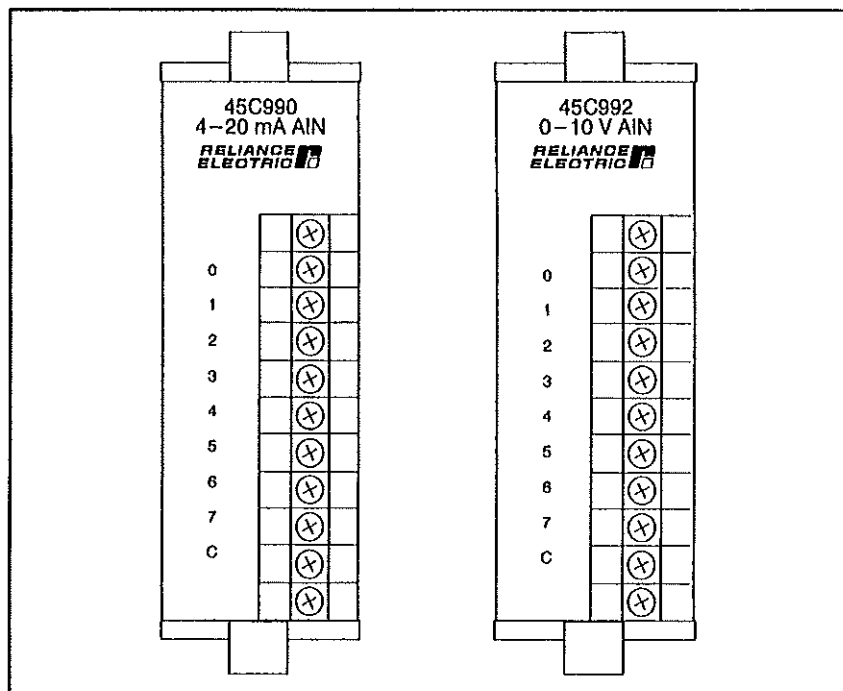 45C990
4-20 mA AIN
RELIANCE
ELECTRIC
0
1
2
3
4
5
6
7
C
45C992
0-10 V AIN
RELIANCE
ELECTRIC
0
1
2
3
4
5
6
7
C